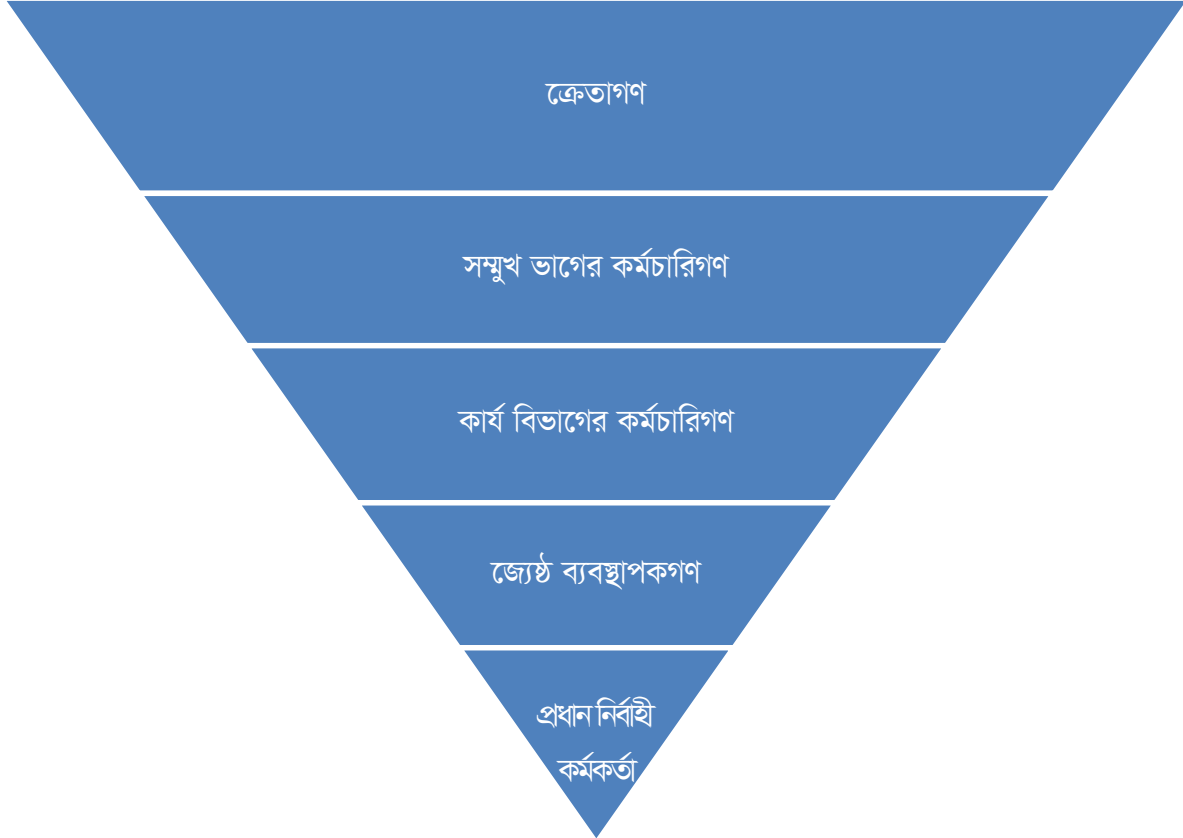 ক্রেতাগণ
সম্মুখ ভাগের কর্মচারিগণ
কার্য বিভাগের কর্মচারিগণ
জ্যেষ্ঠ ব্যবস্থাপকগণ
প্রধান নির্বাহী
কর্মকর্তা